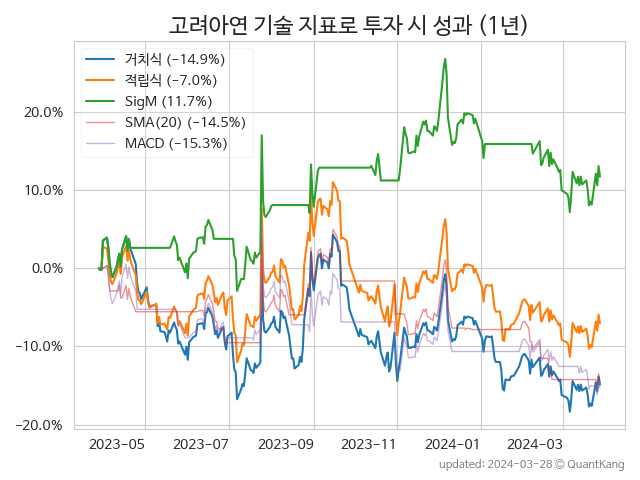 고려아연 기술 지표로 투자 시 성과 (1년)
거치식 (−14.9%)
적립식 (−7.0%)
SigM (11.7%)
SMA(20) (−14.5%)
MACD (−15.3%)
20.0%
10.0%
0.0%
−10.0%
−20.0%
2023−05 2023−07 2023−09 2023−11 2024−01 2024−03
updated: 2024−03−28 © QuantKang